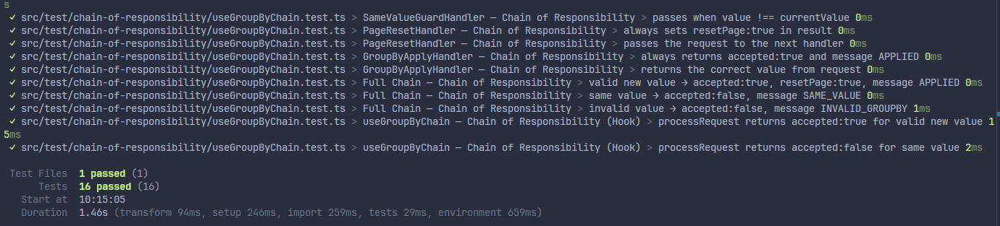 s
✓ src/test/chain-of-responsibility/useGroupByChain.test.ts > SameValueGuardHandler — Chain of Responsibility > passes when value !== currentValue 0ms
✓ src/test/chain-of-responsibility/useGroupByChain.test.ts > PageResetHandler — Chain of Responsibility > always sets resetPage:true in result 0ms
✓ src/test/chain-of-responsibility/useGroupByChain.test.ts > PageResetHandler — Chain of Responsibility > passes the request to the next handler 0ms
✓ src/test/chain-of-responsibility/useGroupByChain.test.ts > GroupByApplyHandler — Chain of Responsibility > always returns accepted:true and message APPLIED 0ms
✓ src/test/chain-of-responsibility/useGroupByChain.test.ts > GroupByApplyHandler — Chain of Responsibility > returns the correct value from request 0ms
✓ src/test/chain-of-responsibility/useGroupByChain.test.ts > Full Chain — Chain of Responsibility > valid new value → accepted:true, resetPage:true, message APPLIED 0ms
✓ src/test/chain-of-responsibility/useGroupByChain.test.ts > Full Chain — Chain of Responsibility > same value → accepted:false, message SAME_VALUE 0ms
✓ src/test/chain-of-responsibility/useGroupByChain.test.ts > Full Chain — Chain of Responsibility > invalid value → accepted:false, message INVALID_GROUPBY 1ms
✓ src/test/chain-of-responsibility/useGroupByChain.test.ts > useGroupByChain — Chain of Responsibility (Hook) > processRequest returns accepted:true for valid new value 1
5ms
✓ src/test/chain-of-responsibility/useGroupByChain.test.ts > useGroupByChain — Chain of Responsibility (Hook) > processRequest returns accepted:false for same value 2ms
Test Files 1 passed (1)
Tests 16 passed (16)
Start at 10:15:05
Duration 1.46s (transform 94ms, setup 246ms, import 259ms, tests 29ms, environment 659ms)